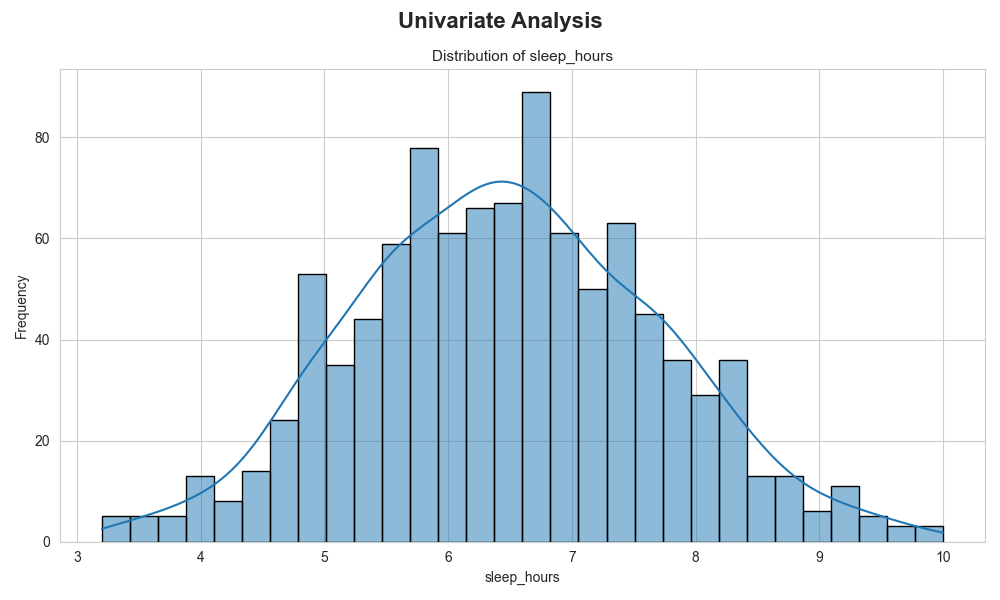 Univariate Analysis
Distribution of sleep_hours
80
60
40
20
0
Frequency
3 4 5 6 7 8 9 10
sleep_hours